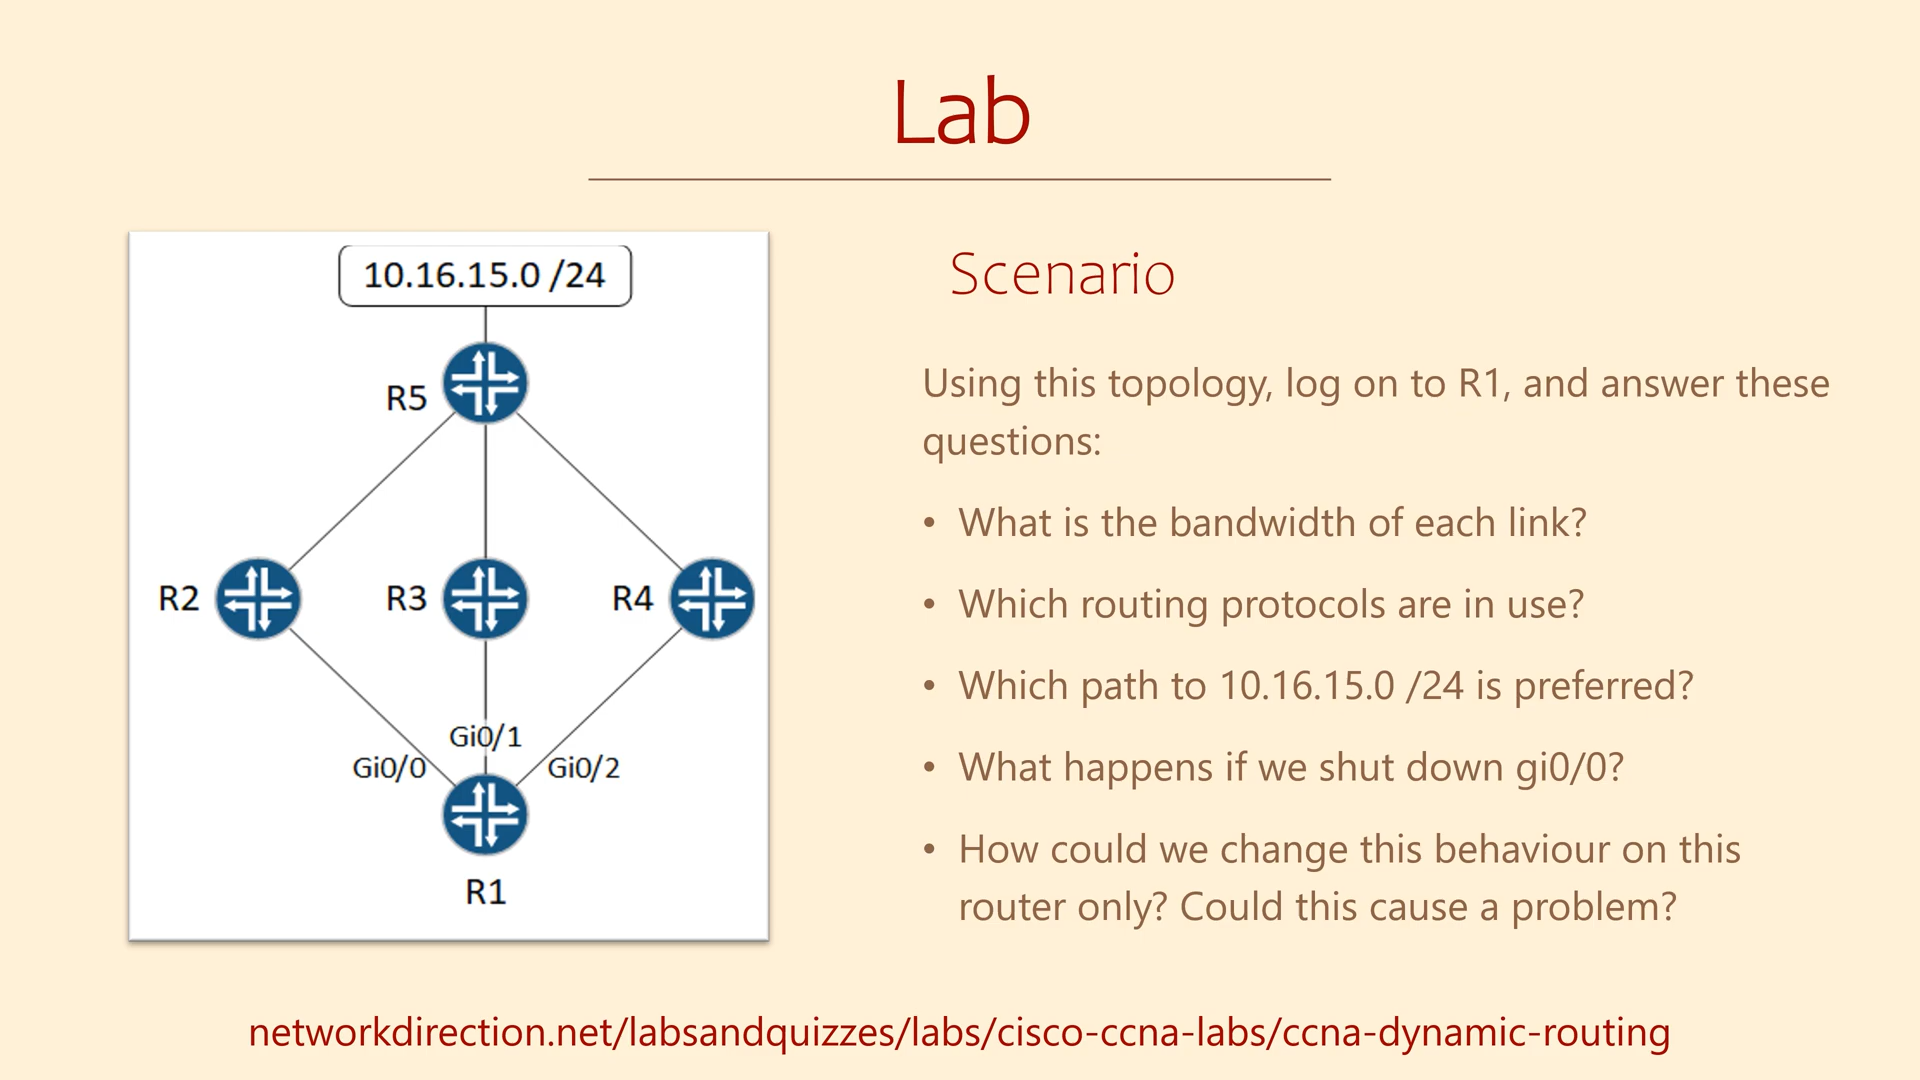 Lab
10.16.15.0 /24
R5
R2
R3
R4
Gi0/1
Gi0/0
Gi0/2
R1
Scenario
Using this topology, log on to R1, and answer these
questions:
• What is the bandwidth of each link?
• Which routing protocols are in use?
• Which path to 10.16.15.0 /24 is preferred?
• What happens if we shut down gi0/0?
• How could we change this behaviour on this
router only? Could this cause a problem?
networkdirection.net/labsandquizzes/labs/cisco-ccna-labs/ccna-dynamic-routing